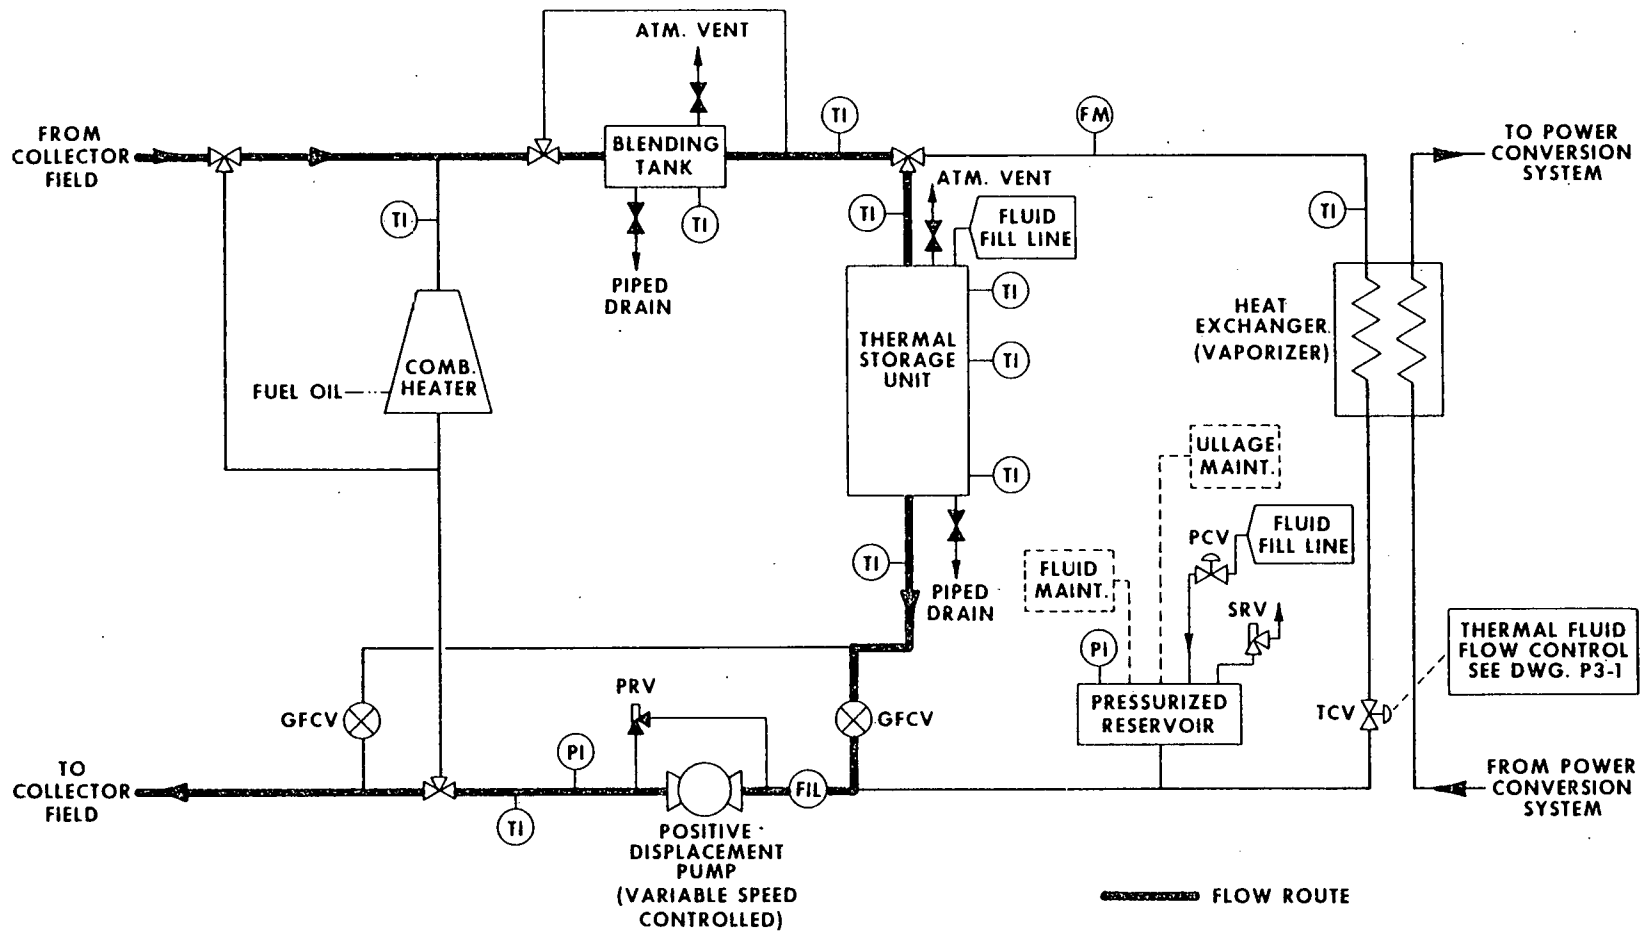 ATM. VENT
FROM
COLLECTOR
FIELD
BLENDING
TANK
TI
FM
TO POWER
CONVERSION
SYSTEM
TI
TI
TI
ATM. VENT
FLUID
FILL LINE
TI
PIPED
DRAIN
TI
HEAT
EXCHANGER
(VAPORIZER)
THERMAL
STORAGE
UNIT
TI
COMB.
HEATER
FUEL OIL
TI
ULLAGE
MAINT.
PCV
FLUID
FILL LINE
TI
FLUID
MAINT.
PIPED
DRAIN
SRV
PI
THERMAL FLUID
FLOW CONTROL
SEE DWG. P3-1
PRV
PRESSURIZED
RESERVOIR
TCV
GFCV
GFCV
PI
TO
COLLECTOR
FIELD
FIL
FROM POWER
CONVERSION
SYSTEM
TI
POSITIVE
DISPLACEMENT
PUMP
(VARIABLE SPEED
CONTROLLED)
FLOW ROUTE